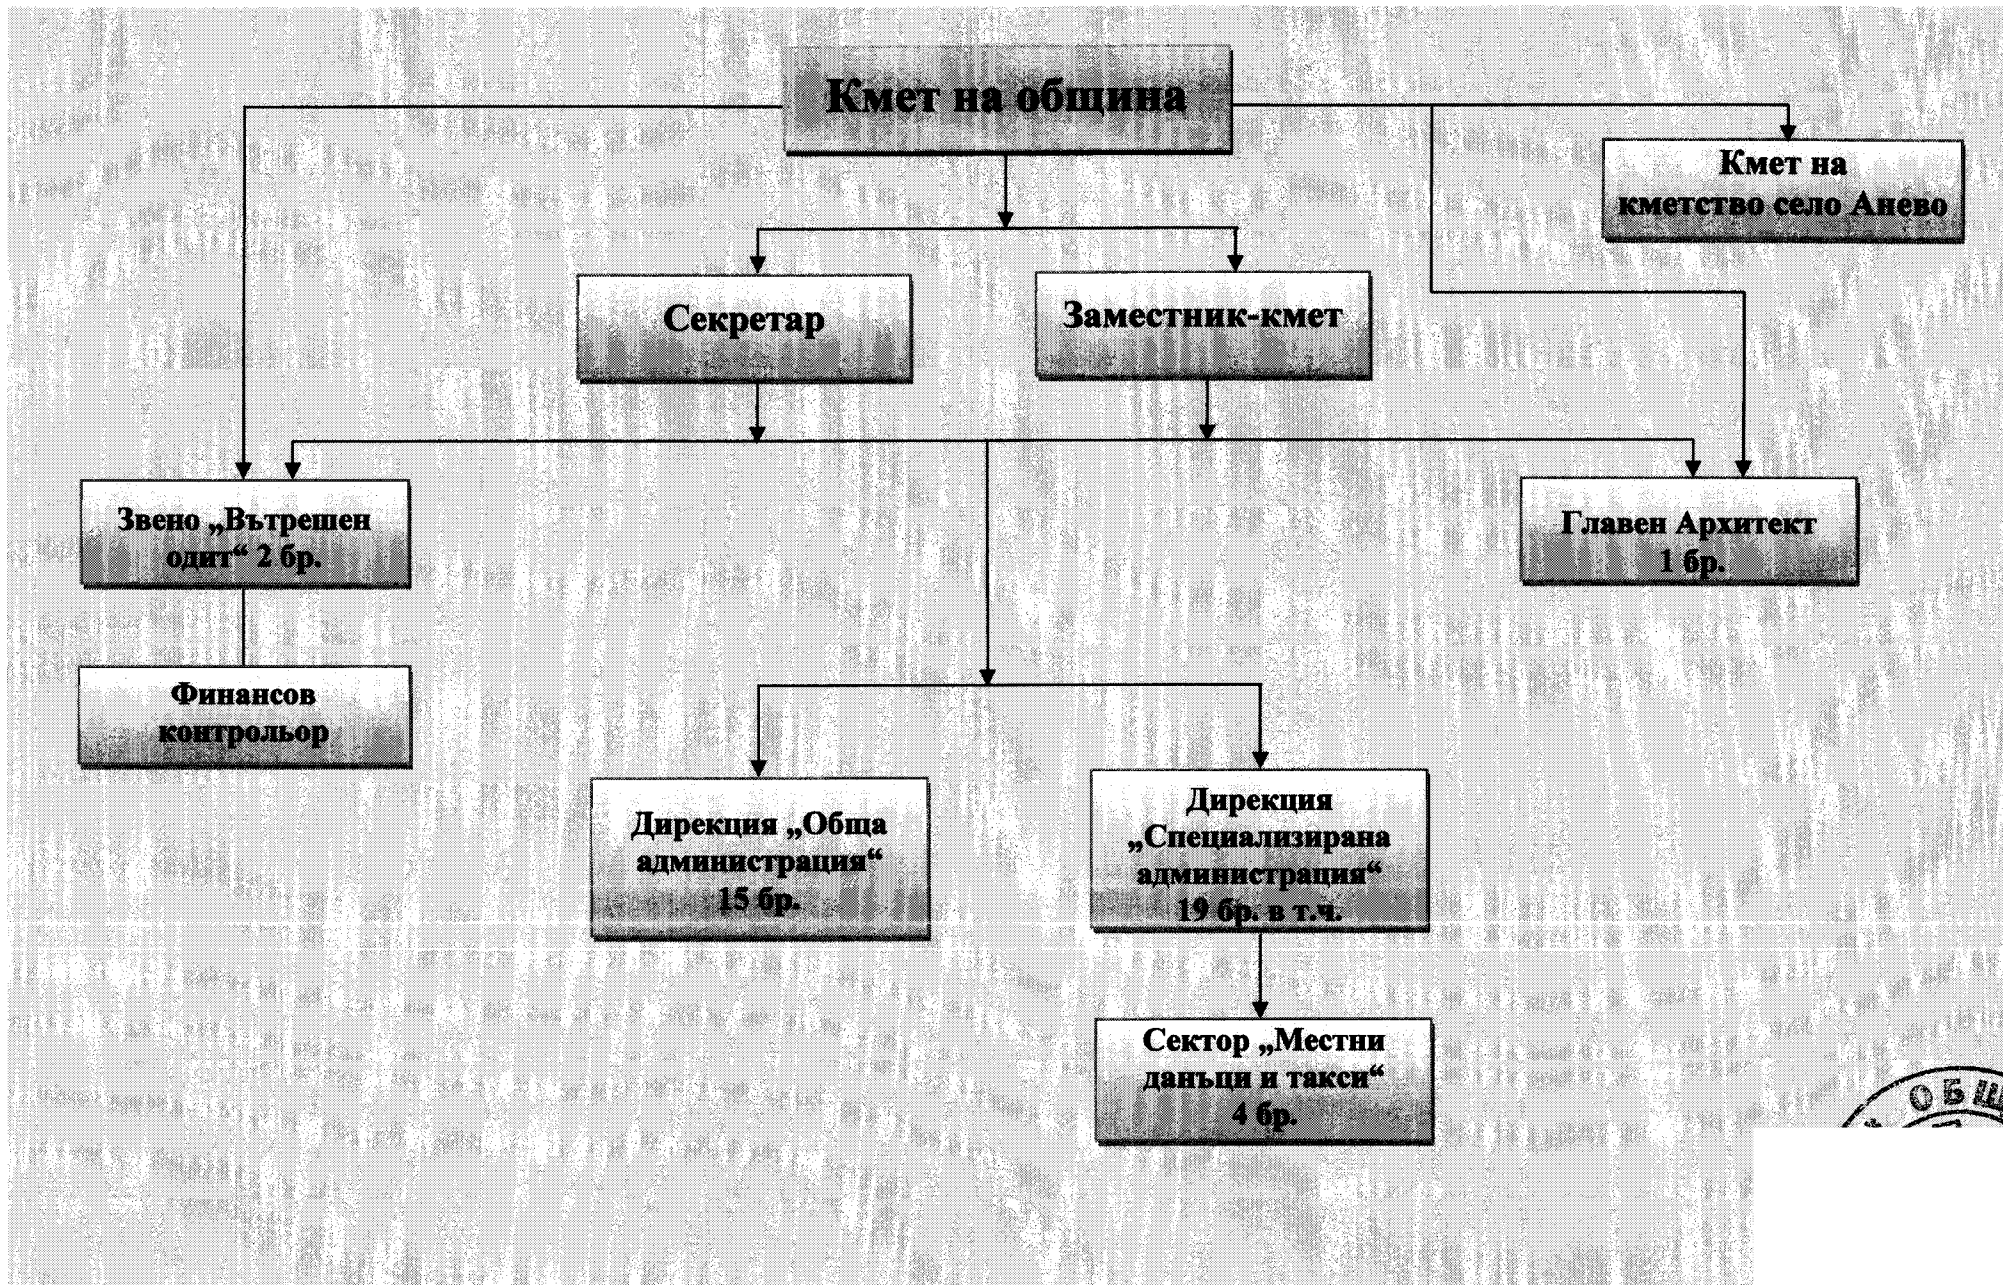 Кмет на община
Кмет на
кметство село Анево
Секретар
Заместник-кмет
Звено „Вътрешен
одит“ 2 бр.
Главен Архитект
1 бр.
Финансов
контрольор
Дирекция „Обща
администрация“
15 бр.
Дирекция
„Специализирана
администрация“
19 бр. в т.ч.
Сектор „Местни
данъци и такси“
4 бр.